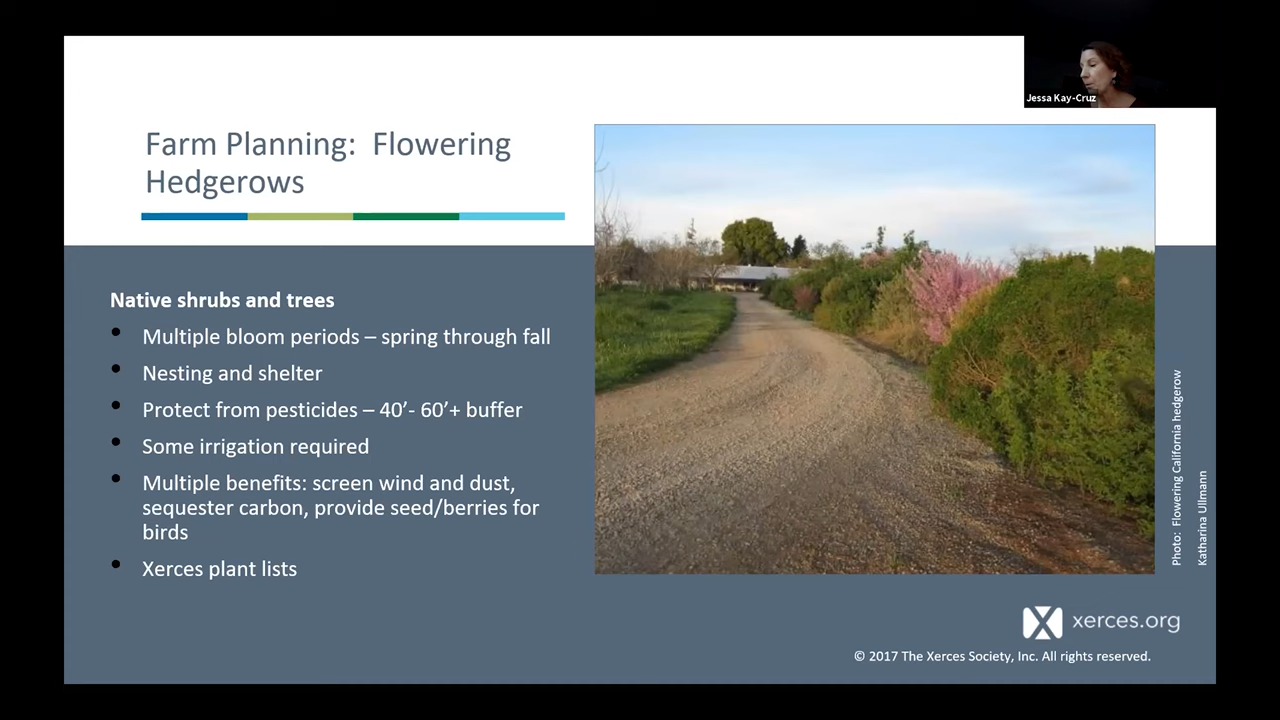 Jessa Kay-Cruz
Farm Planning:  Flowering
Hedgerows
Native shrubs and trees
• Multiple bloom periods – spring through fall
• Nesting and shelter
• Protect from pesticides – 40’- 60’+ buffer
• Some irrigation required
• Multiple benefits: screen wind and dust,
sequester carbon, provide seed/berries for
birds
• Xerces plant lists
Photo:  Flowering California hedgerow
Katharina Ullmann
xerces.org
© 2017 The Xerces Society, Inc. All rights reserved.